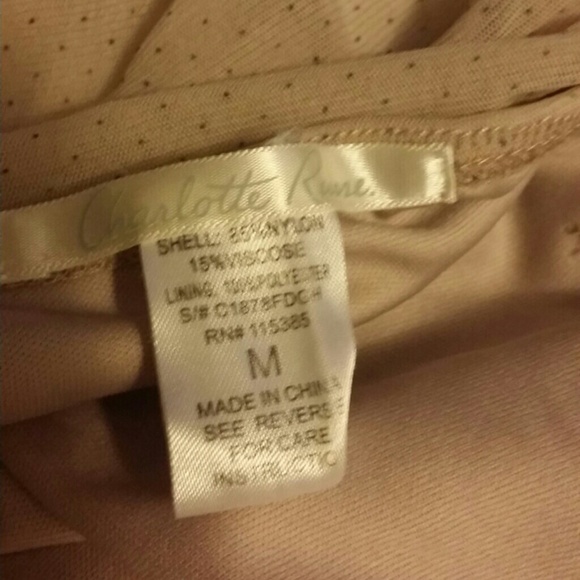 Charlotte Russe.
SHELL: 85%NYLON
15%VISCOSE
LINING: 100%POLYESTER
S/# C1878FDCH
RN# 115385
M
MADE IN CHINA
SEE REVERSE
FOR CARE
INSTRUCTIO